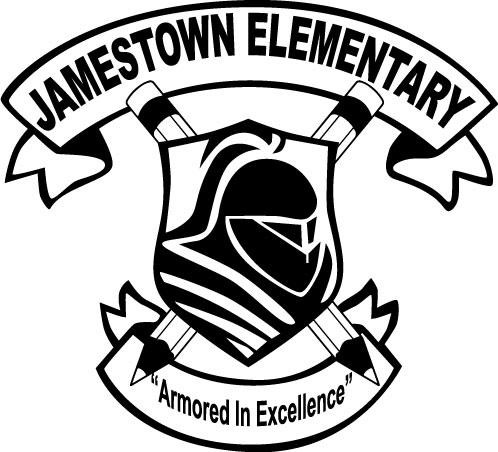 JAMESTOWN ELEMENTARY
“Armored In Excellence”